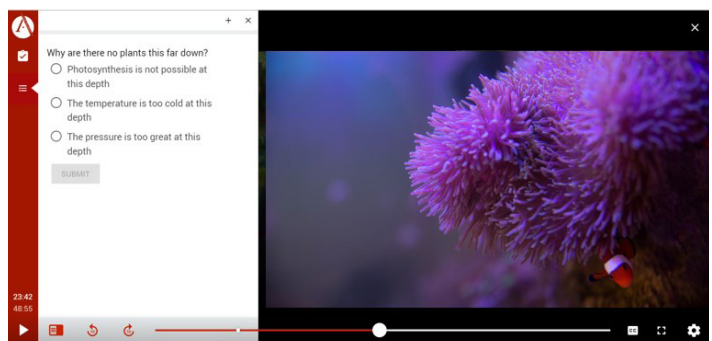 Why are there no plants this far down?
Photosynthesis is not possible at
this depth
The temperature is too cold at this
depth
The pressure is too great at this
depth
SUBMIT
23:42
48:55
CC